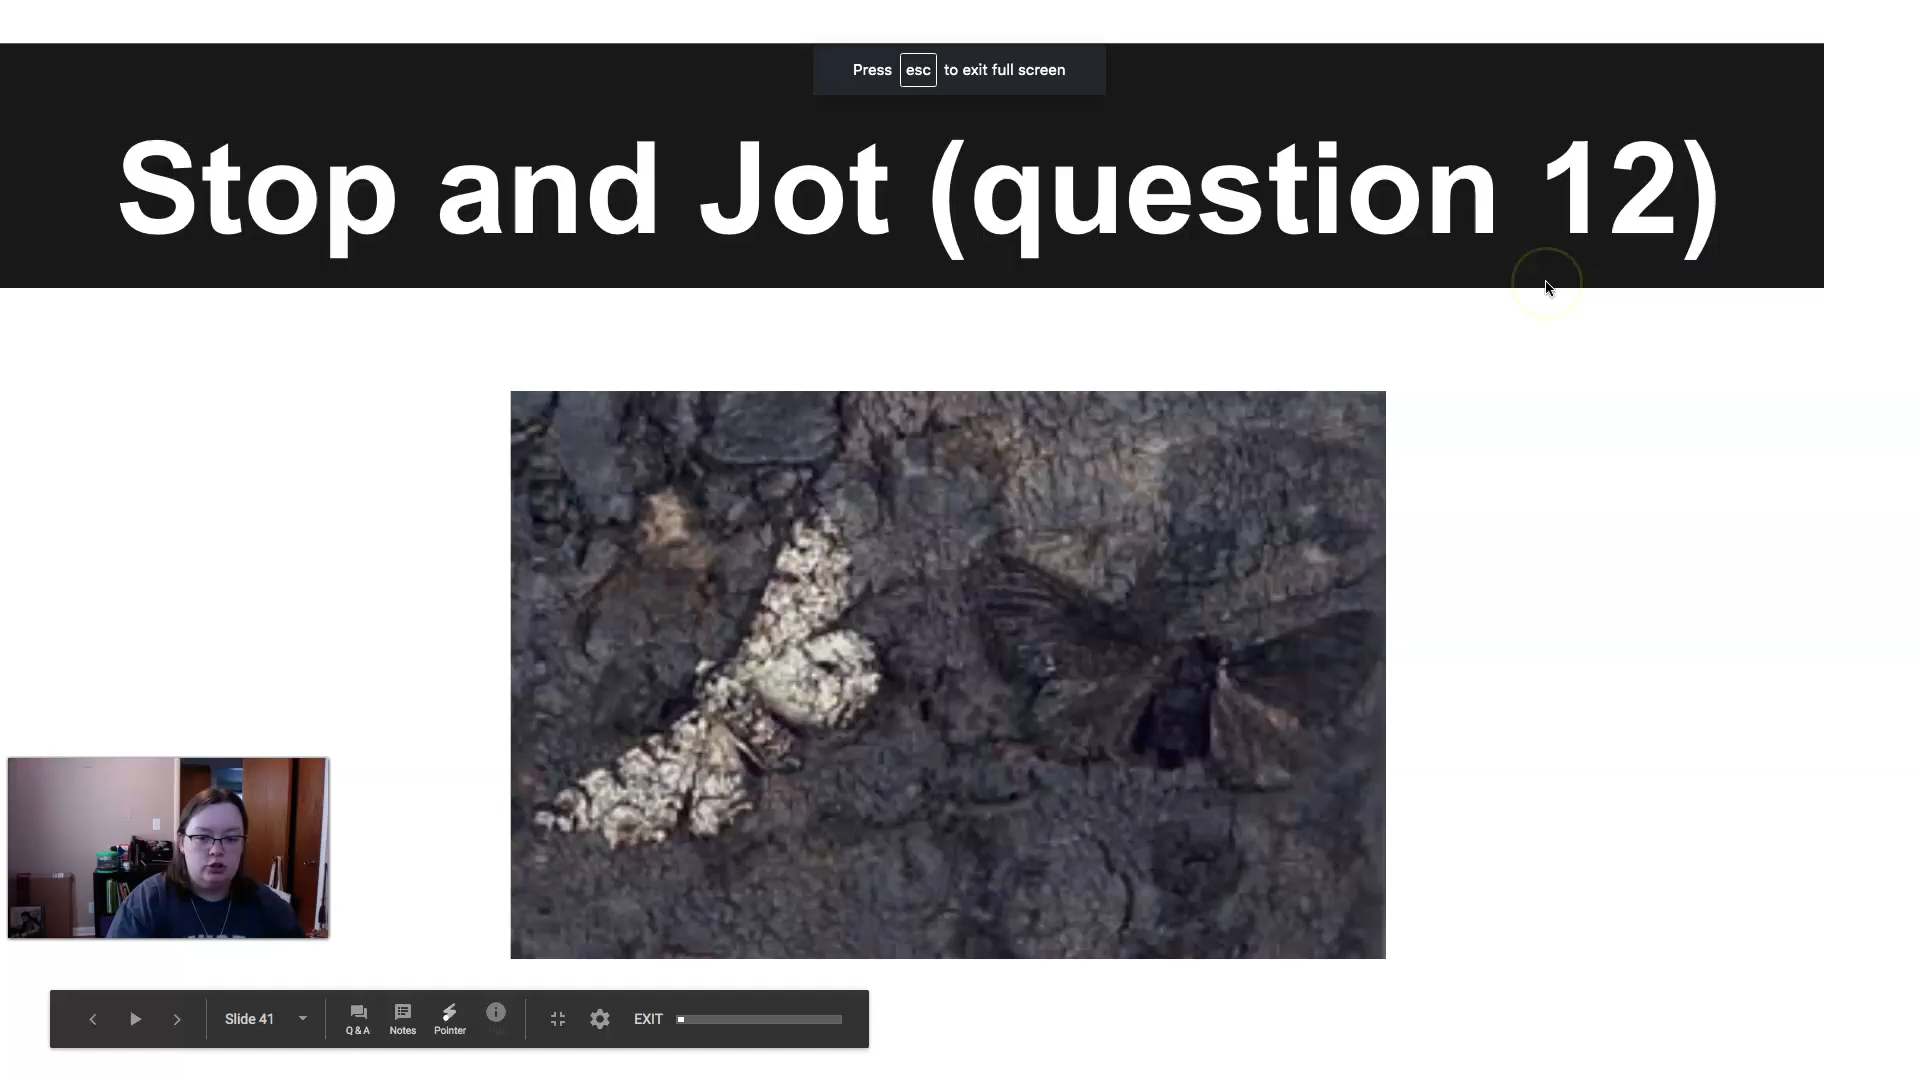 Press esc to exit full screen
Stop and Jot (question 12)
Slide 41
Q & A
Notes
Pointer
EXIT